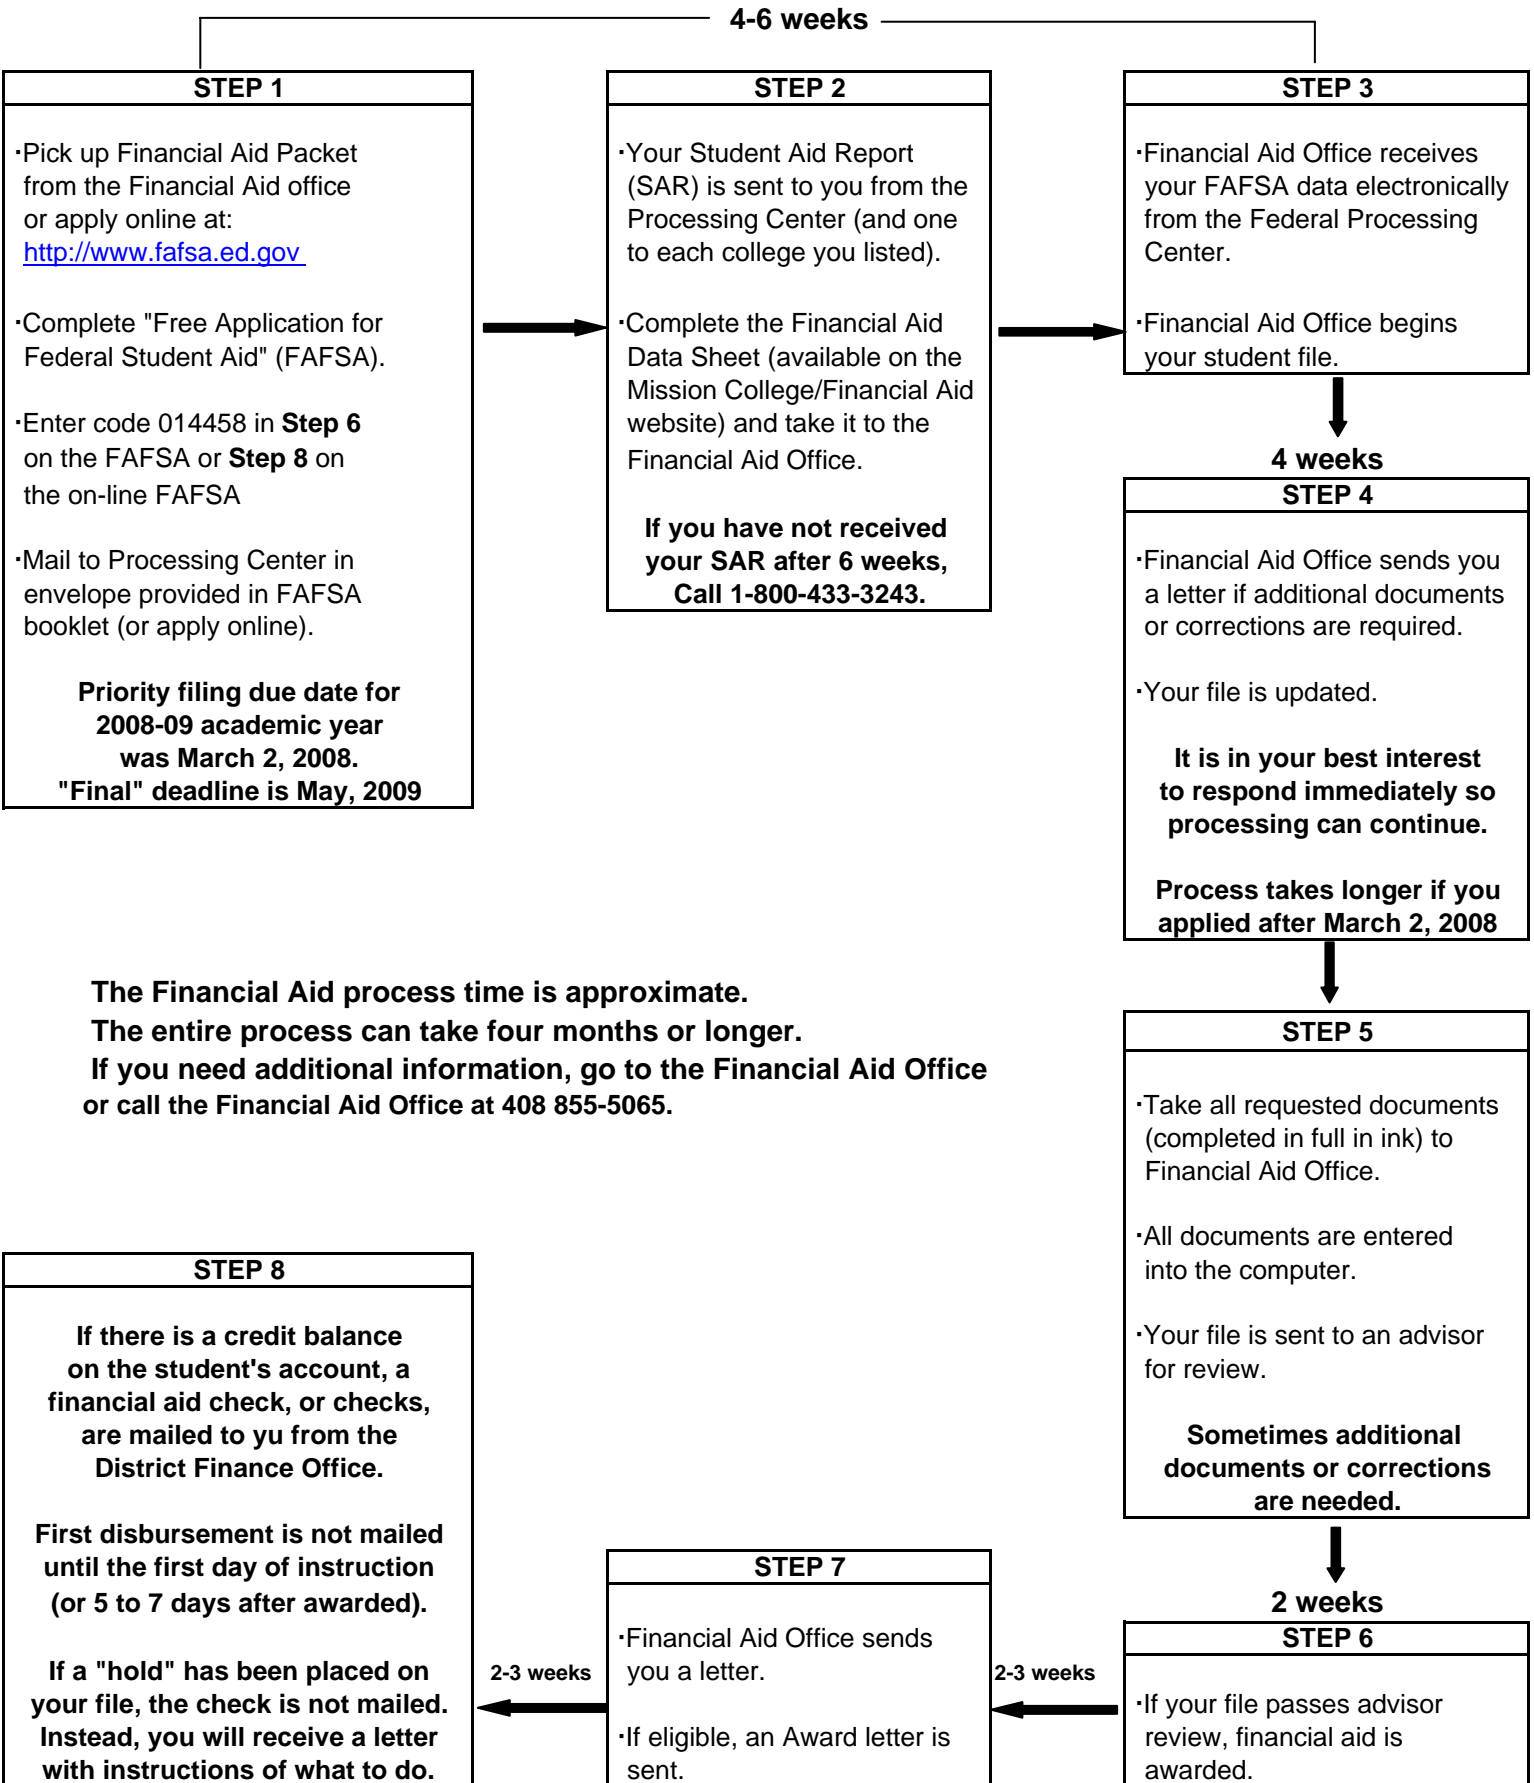 4-6 weeks
STEP 1
·Pick up Financial Aid Packet
from the Financial Aid office
or apply online at:
http://www.fafsa.ed.gov
·Complete "Free Application for
Federal Student Aid" (FAFSA).
·Enter code 014458 in Step 6
on the FAFSA or Step 8 on
the on-line FAFSA
·Mail to Processing Center in
envelope provided in FAFSA
booklet (or apply online).
Priority filing due date for
2008-09 academic year
was March 2, 2008.
"Final" deadline is May, 2009
STEP 2
·Your Student Aid Report
(SAR) is sent to you from the
Processing Center (and one
to each college you listed).
·Complete the Financial Aid
Data Sheet (available on the
Mission College/Financial Aid
website) and take it to the
Financial Aid Office.
If you have not received
your SAR after 6 weeks,
Call 1-800-433-3243.
STEP 3
·Financial Aid Office receives
your FAFSA data electronically
from the Federal Processing
Center.
·Financial Aid Office begins
your student file.
4 weeks
STEP 4
·Financial Aid Office sends you
a letter if additional documents
or corrections are required.
·Your file is updated.
It is in your best interest
to respond immediately so
processing can continue.
Process takes longer if you
applied after March 2, 2008
The Financial Aid process time is approximate.
The entire process can take four months or longer.
If you need additional information, go to the Financial Aid Office
or call the Financial Aid Office at 408 855-5065.
STEP 5
·Take all requested documents
(completed in full in ink) to
Financial Aid Office.
·All documents are entered
into the computer.
·Your file is sent to an advisor
for review.
Sometimes additional
documents or corrections
are needed.
2 weeks
STEP 6
·If your file passes advisor
review, financial aid is
awarded.
2-3 weeks
STEP 7
·Financial Aid Office sends
you a letter.
·If eligible, an Award letter is
sent.
2-3 weeks
STEP 8
If there is a credit balance
on the student's account, a
financial aid check, or checks,
are mailed to yu from the
District Finance Office.
First disbursement is not mailed
until the first day of instruction
(or 5 to 7 days after awarded).
If a "hold" has been placed on
your file, the check is not mailed.
Instead, you will receive a letter
with instructions of what to do.